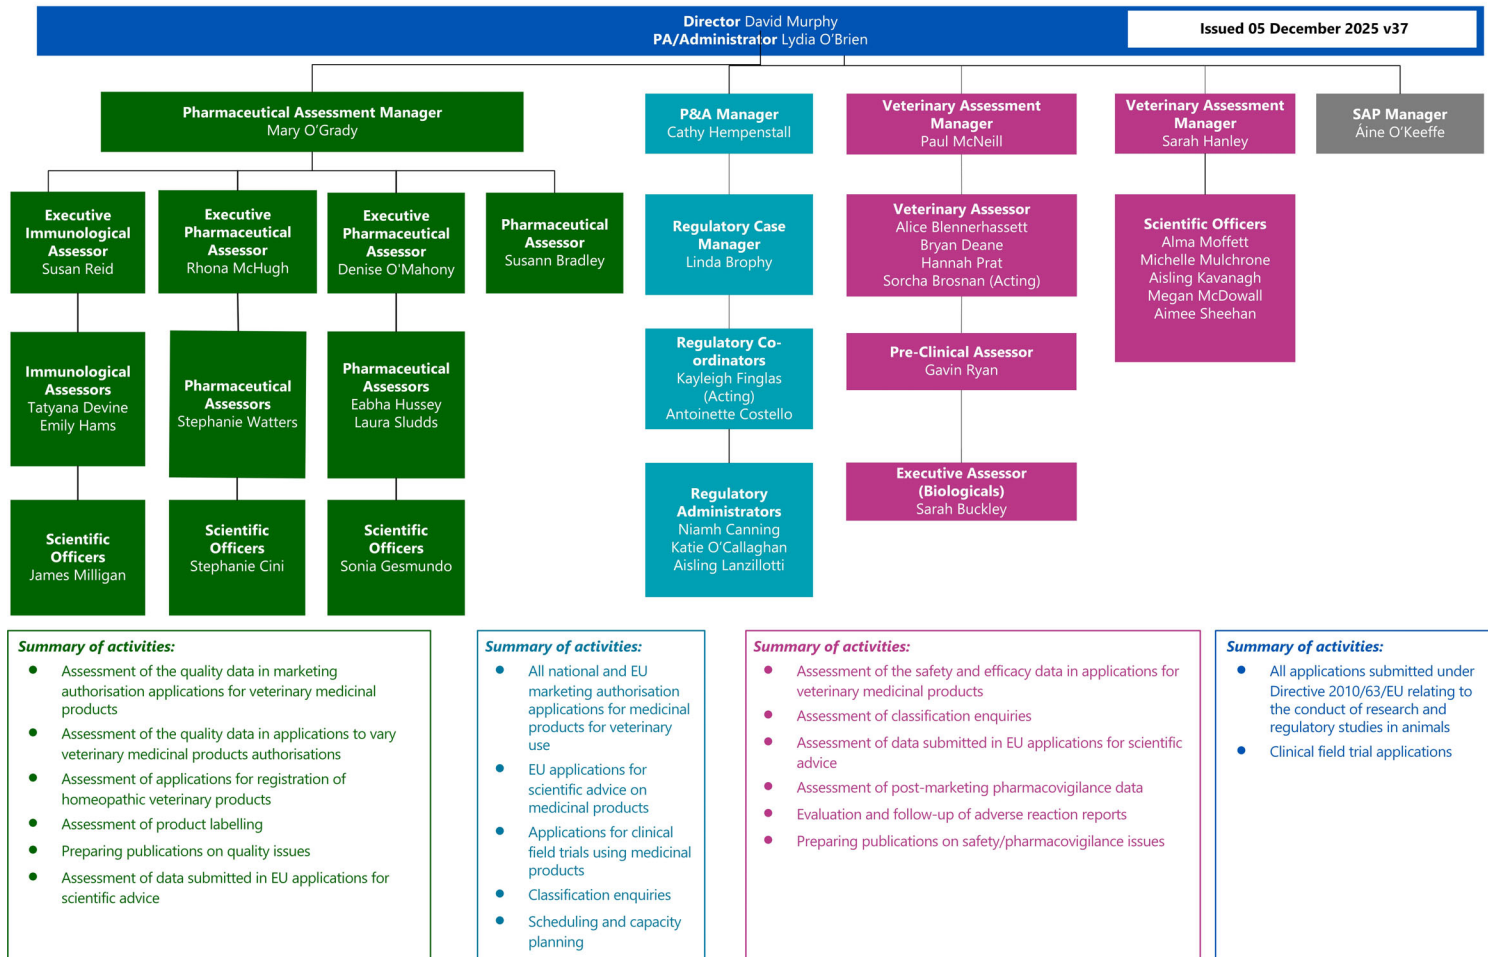 Director David Murphy
PA/Administrator Lydia O'Brien
Issued 05 December 2025 v37
Pharmaceutical Assessment Manager
Mary O'Grady
P&A Manager
Cathy Hempenstall
Veterinary Assessment
Manager
Paul McNeill
Veterinary Assessment
Manager
Sarah Hanley
SAP Manager
Áine O'Keeffe
Executive
Immunological
Assessor
Susan Reid
Executive
Pharmaceutical
Assessor
Rhona McHugh
Executive
Pharmaceutical
Assessor
Denise O'Mahony
Pharmaceutical
Assessor
Susann Bradley
Regulatory Case
Manager
Linda Brophy
Veterinary Assessor
Alice Blennerhassett
Bryan Deane
Hannah Prat
Sorcha Brosnan (Acting)
Scientific Officers
Alma Moffett
Michelle Mulchrone
Aisling Kavanagh
Megan McDowall
Aimee Sheehan
Immunological
Assessors
Tatyana Devine
Emily Hams
Pharmaceutical
Assessors
Stephanie Watters
Pharmaceutical
Assessors
Eabha Hussey
Laura Sludds
Regulatory Co-
ordinators
Kayleigh Finglas
(Acting)
Antoinette Costello
Pre-Clinical Assessor
Gavin Ryan
Executive Assessor
(Biologicals)
Sarah Buckley
Scientific
Officers
James Milligan
Scientific
Officers
Stephanie Cini
Scientific
Officers
Sonia Gesmundo
Regulatory
Administrators
Niamh Canning
Katie O'Callaghan
Aisling Lanzillotti
Summary of activities:
● Assessment of the quality data in marketing
authorisation applications for veterinary medicinal
products
● Assessment of the quality data in applications to vary
veterinary medicinal products authorisations
● Assessment of applications for registration of
homeopathic veterinary products
● Assessment of product labelling
● Preparing publications on quality issues
● Assessment of data submitted in EU applications for
scientific advice
Summary of activities:
● All national and EU
marketing authorisation
applications for medicinal
products for veterinary
use
● EU applications for
scientific advice on
medicinal products
● Applications for clinical
field trials using medicinal
products
● Classification enquiries
● Scheduling and capacity
planning
Summary of activities:
● Assessment of the safety and efficacy data in applications for
veterinary medicinal products
● Assessment of classification enquiries
● Assessment of data submitted in EU applications for scientific
advice
● Assessment of post-marketing pharmacovigilance data
● Evaluation and follow-up of adverse reaction reports
● Preparing publications on safety/pharmacovigilance issues
Summary of activities:
● All applications submitted under
Directive 2010/63/EU relating to
the conduct of research and
regulatory studies in animals
● Clinical field trial applications